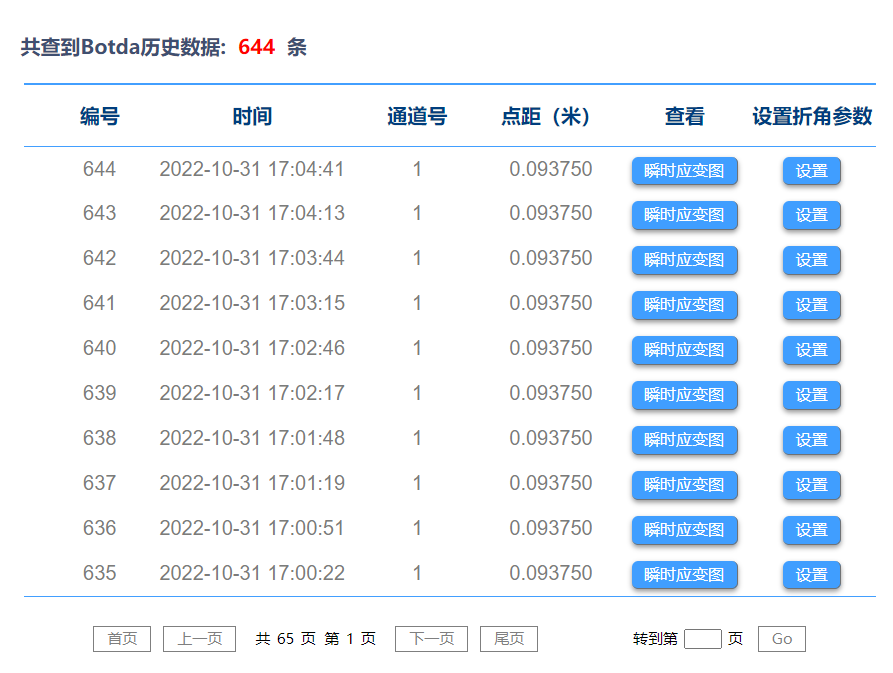 共查到Botda历史数据: 644 条
编号 时间 通道号 点距（米） 查看 设置折角参数
644 2022-10-31 17:04:41 1 0.093750 瞬时应变图 设置
643 2022-10-31 17:04:13 1 0.093750 瞬时应变图 设置
642 2022-10-31 17:03:44 1 0.093750 瞬时应变图 设置
641 2022-10-31 17:03:15 1 0.093750 瞬时应变图 设置
640 2022-10-31 17:02:46 1 0.093750 瞬时应变图 设置
639 2022-10-31 17:02:17 1 0.093750 瞬时应变图 设置
638 2022-10-31 17:01:48 1 0.093750 瞬时应变图 设置
637 2022-10-31 17:01:19 1 0.093750 瞬时应变图 设置
636 2022-10-31 17:00:51 1 0.093750 瞬时应变图 设置
635 2022-10-31 17:00:22 1 0.093750 瞬时应变图 设置
首页 上一页 共 65 页 第 1 页 下一页 尾页 转到第 页 Go